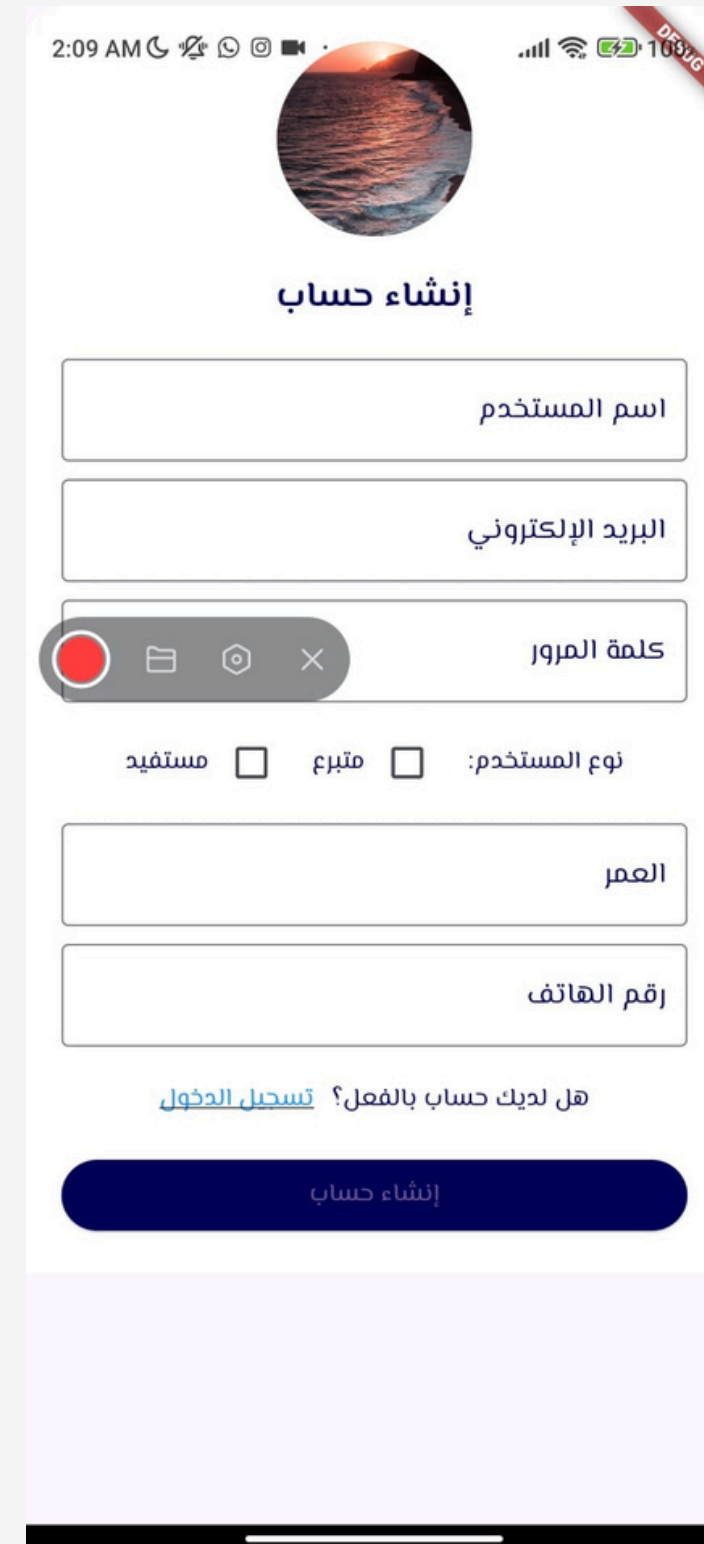 2:09 AM
108%
DEBUG
إنشاء حساب
اسم المستخدم
البريد الإلكتروني
كلمة المرور
نوع المستخدم: متبرع مستفيد
العمر
رقم الهاتف
هل لديك حساب بالفعل؟ تسجيل الدخول
إنشاء حساب